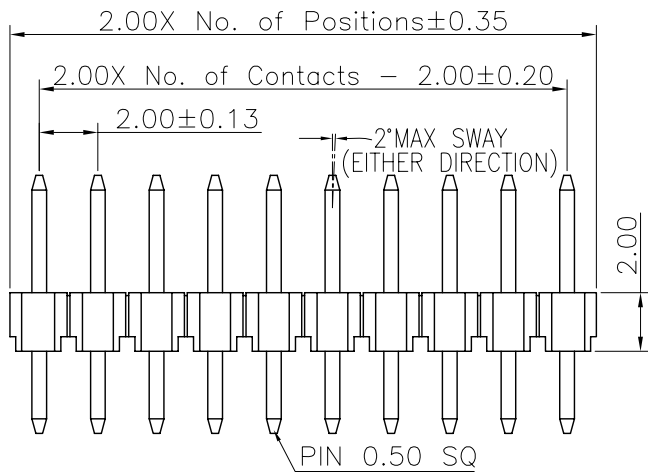 2.00X No. of Positions±0.35
2.00X No. of Contacts - 2.00±0.20
2.00±0.13
2°MAX SWAY
(EITHER DIRECTION)
2.00
PIN 0.50 SQ